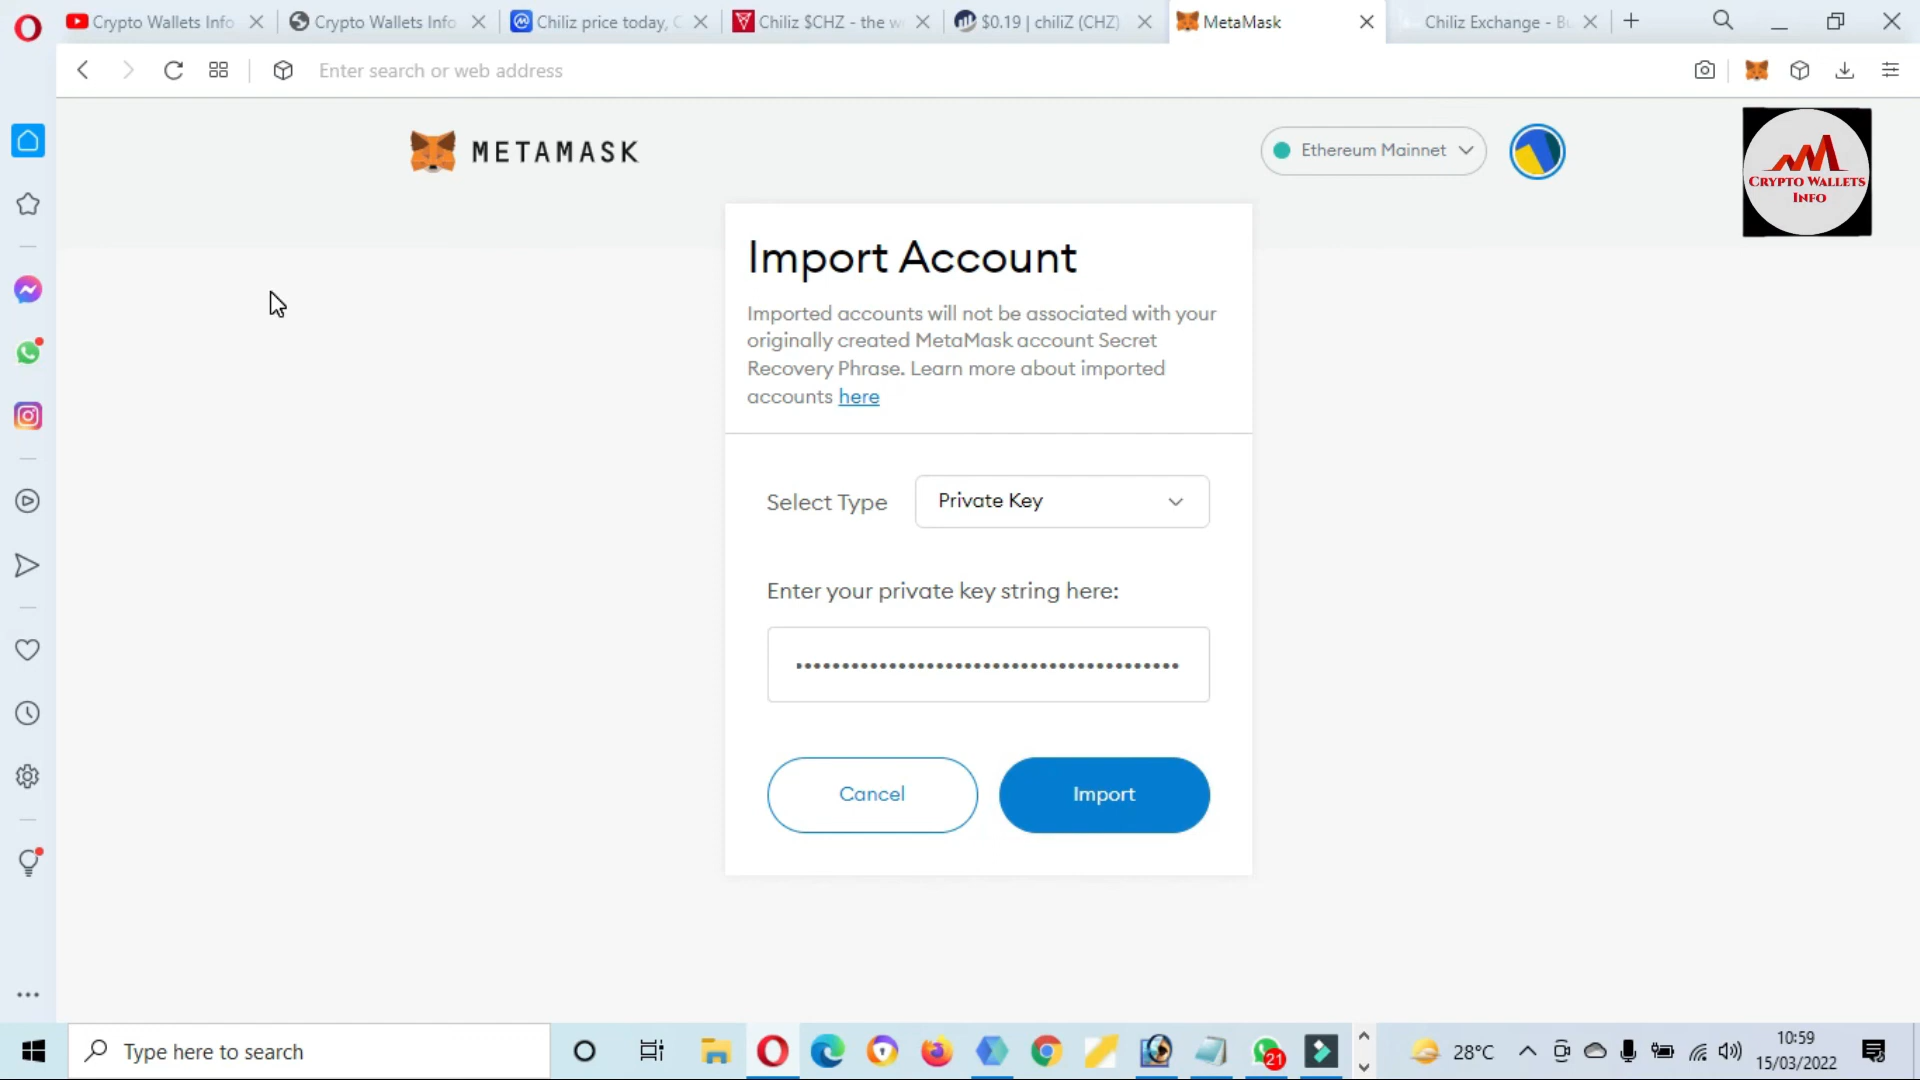 Crypto Wallets Info
Crypto Wallets Info
Chiliz price today, C
Chiliz $CHZ - the w
$0.19 | chiliZ (CHZ)
MetaMask
Chiliz Exchange - Bu
Enter search or web address
METAMASK
Ethereum Mainnet
CRYPTO WALLETS
INFO
Import Account
Imported accounts will not be associated with your
originally created MetaMask account Secret
Recovery Phrase. Learn more about imported
accounts here
Select Type
Private Key
Enter your private key string here:
Cancel
Import
Type here to search
21
28°C
10:59
15/03/2022